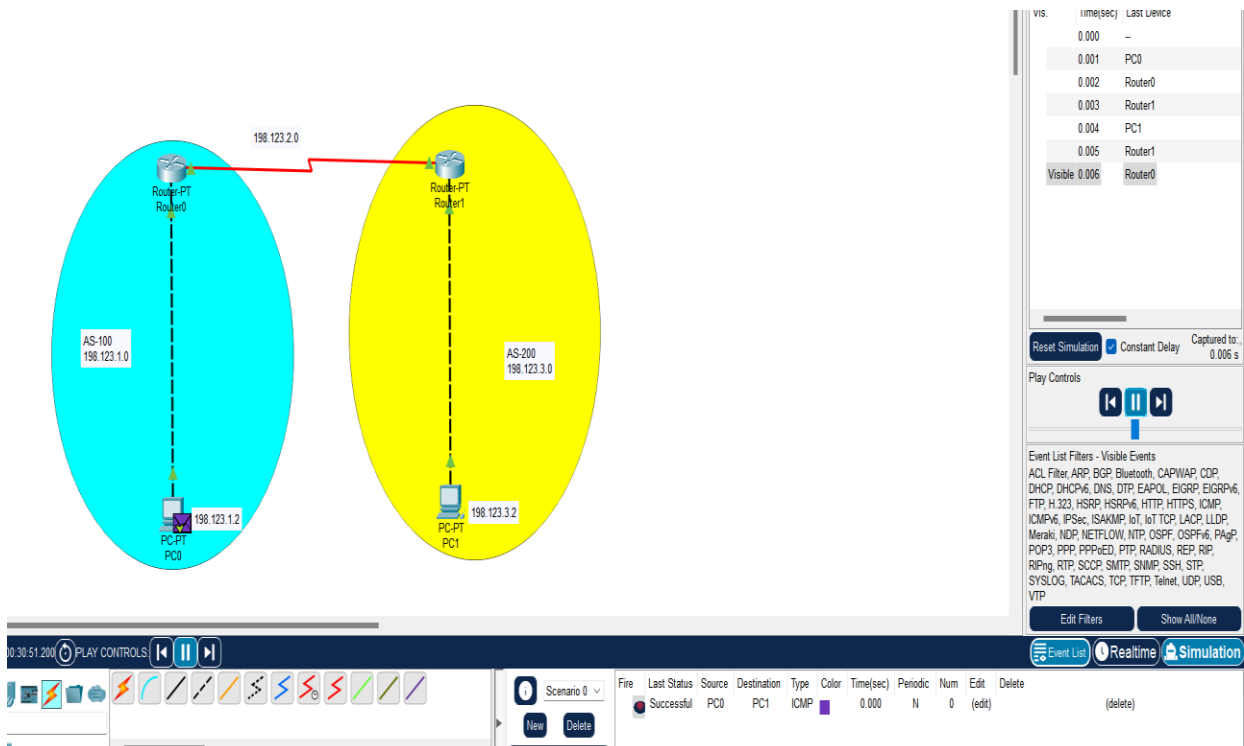 Vis. Time(sec) Last Device
0.000 --
0.001 PC0
0.002 Router0
0.003 Router1
0.004 PC1
0.005 Router1
Visible 0.006 Router0
198.123.2.0
Router-PT
Router0
Router-PT
Router1
AS-100
198.123.1.0
AS-200
198.123.3.0
198.123.1.2
PC-PT
PC0
198.123.3.2
PC-PT
PC1
Reset Simulation Constant Delay Captured to:
0.006 s
Play Controls
Event List Filters - Visible Events
ACL Filter, ARP, BGP, Bluetooth, CAPWAP, CDP,
DHCP, DHCPv6, DNS, DTP, EAPOL, EIGRP, EIGRPv6,
FTP, H.323, HSRP, HSRPv6, HTTP, HTTPS, ICMP,
ICMPv6, IPSec, ISAKMP, IoT, IoT TCP, LACP, LLDP,
Meraki, NDP, NETFLOW, NTP, OSPF, OSPFv6, PAgP,
POP3, PPP, PPPoED, PTP, RADIUS, REP, RIP,
RIPng, RTP, SCCP, SMTP, SNMP, SSH, STP,
SYSLOG, TACACS, TCP, TFTP, Telnet, UDP, USB,
VTP
Edit Filters Show All/None
00:30:51.200 PLAY CONTROLS: Event List Realtime Simulation
Scenario 0
New Delete
Fire Last Status Source Destination Type Color Time(sec) Periodic Num Edit Delete
Successful PC0 PC1 ICMP 0.000 N 0 (edit) (delete)